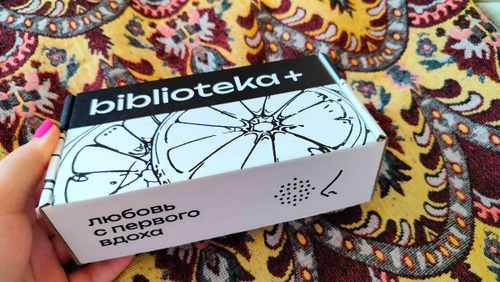 biblioteka+
любовь
с первого
вдоха